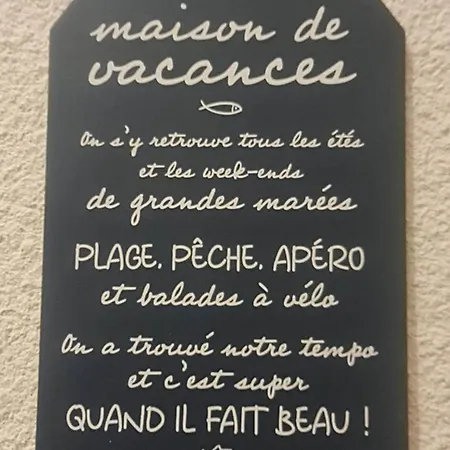 maison de
vacances
On s'y retrouve tous les étés
et les week-ends
de grandes marées
PLAGE, PÊCHE, APÉRO
et balades à vélo
On a trouvé notre tempo
et c'est super
QUAND IL FAIT BEAU !